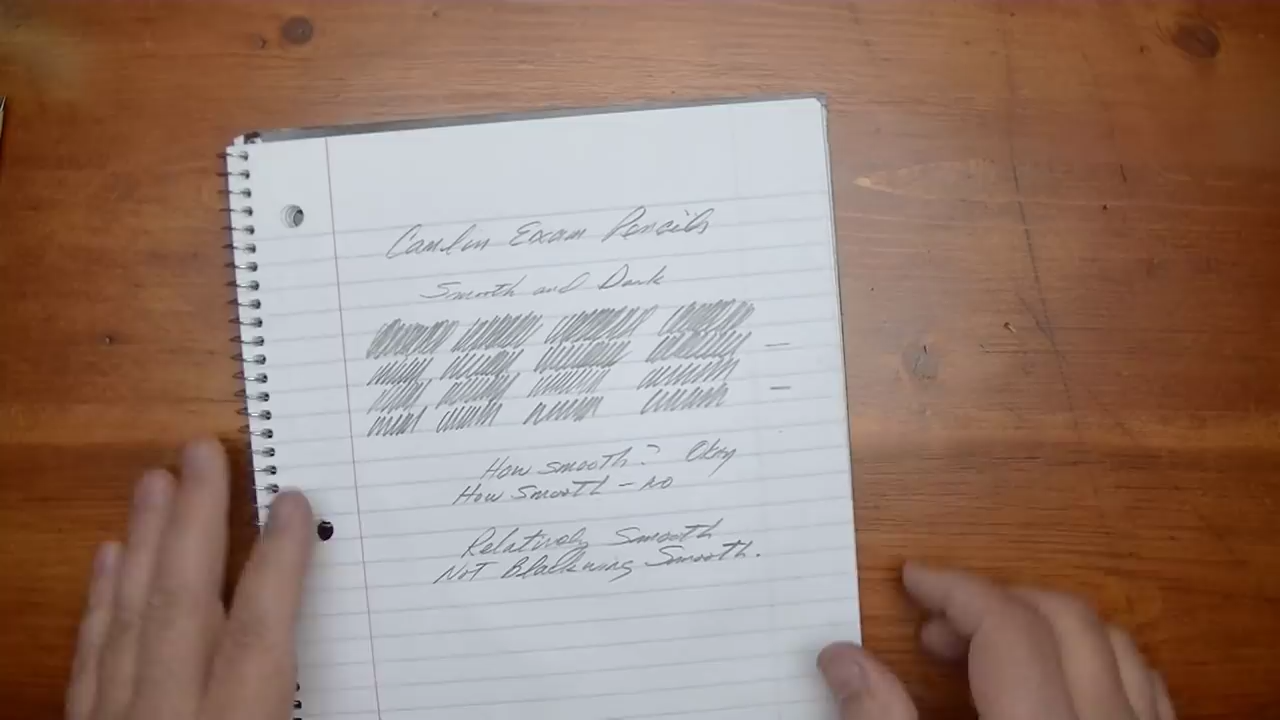 Camlin Exam Pencils
Smooth and Dark
How smooth? Okay
How Smooth - no
Relatively Smooth
Not Blackwing Smooth.